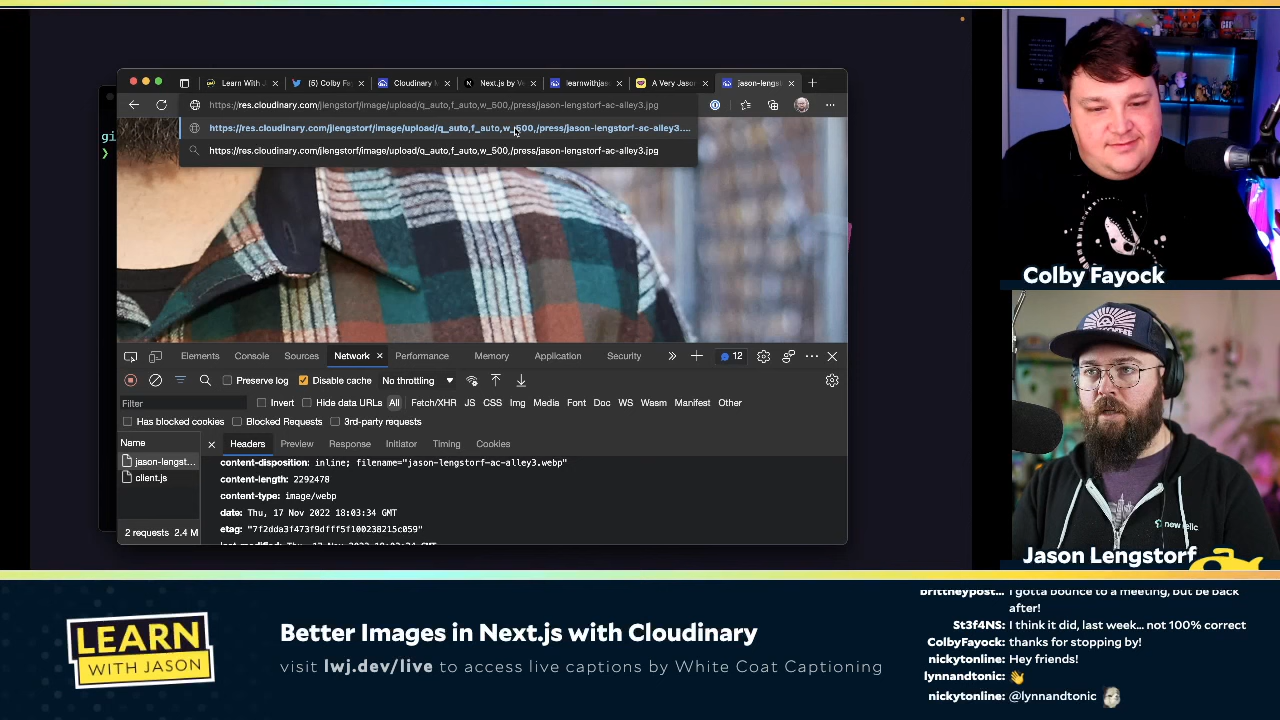 Learn With
(5) Colby Fa
Cloudinary
Next.js by V
learnwithjas
A Very Jason
jason-lengst
https://res.cloudinary.com/jlengstorf/image/upload/q_auto,f_auto,w_500,/press/jason-lengstorf-ac-alley3.jpg
https://res.cloudinary.com/jlengstorf/image/upload/q_auto,f_auto,w_500,/press/jason-lengstorf-ac-alley3....
https://res.cloudinary.com/jlengstorf/image/upload/q_auto,f_auto,w_500,/press/jason-lengstorf-ac-alley3.jpg
gi
Elements Console Sources Network Performance Memory Application Security 12
Preserve log Disable cache No throttling
Filter Invert Hide data URLs All Fetch/XHR JS CSS Img Media Font Doc WS Wasm Manifest Other
Has blocked cookies Blocked Requests 3rd-party requests
Name
Headers Preview Response Initiator Timing Cookies
jason-lengst...
client.js
content-disposition: inline; filename="jason-lengstorf-ac-alley3.webp"
content-length: 2292478
content-type: image/webp
date: Thu, 17 Nov 2022 18:03:34 GMT
etag: "7f2dda3f473f9dfff5f100238215c059"
2 requests 2.4 M
Colby Fayock
new relic
Jason Lengstorf
LEARN
WITH JASON
Better Images in Next.js with Cloudinary
visit lwj.dev/live to access live captions by White Coat Captioning
brittneypost... I gotta bounce to a meeting, but be back
after!
St3f4NS: I think it did, last week... not 100% correct
ColbyFayock: thanks for stopping by!
nickytonline: Hey friends!
lynnandtonic: 👋
nickytonline: @lynnandtonic